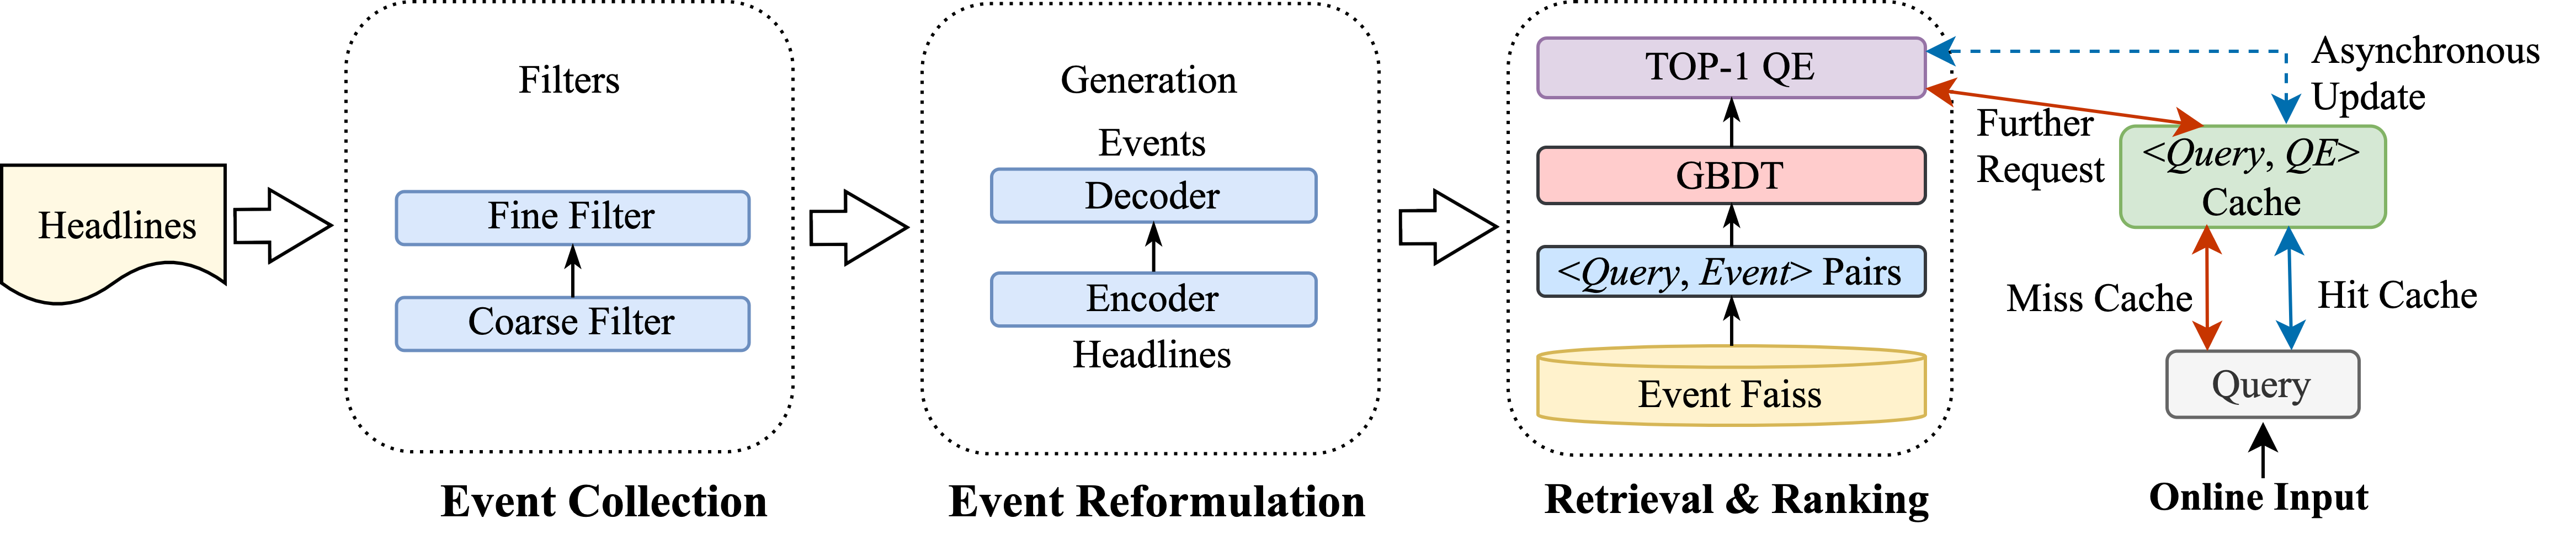 Headlines
Filters
Fine Filter
Coarse Filter
Event Collection
Generation
Events
Decoder
Encoder
Headlines
Event Reformulation
TOP-1 QE
GBDT
<Query, Event> Pairs
Event Faiss
Retrieval & Ranking
Asynchronous
Update
Further
Request
<Query, QE>
Cache
Miss Cache
Hit Cache
Query
Online Input